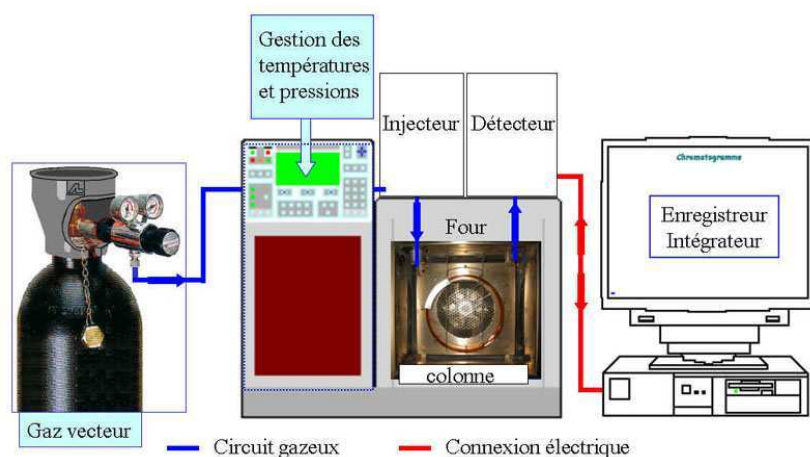 Gestion des
températures
et pressions
Injecteur
Détecteur
Chromatogramme
Enregistreur
Intégrateur
Four
colonne
Gaz vecteur
Circuit gazeux
Connexion électrique